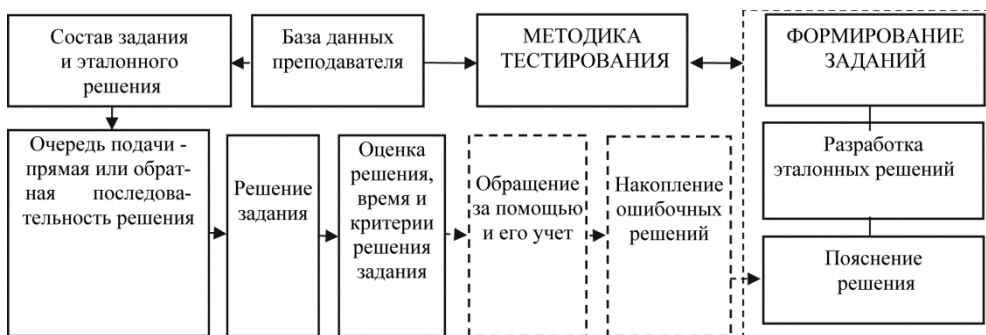 Состав задания
и эталонного
решения
База данных
преподавателя
МЕТОДИКА
ТЕСТИРОВАНИЯ
ФОРМИРОВАНИЕ
ЗАДАНИЙ
Очередь подачи -
прямая или обрат-
ная последова-
тельность решения
Решение
задания
Оценка
решения,
время и
критерии
решения
задания
Обращение
за помощью
и его учет
Накопление
ошибочных
решений
Разработка
эталонных решений
Пояснение
решения